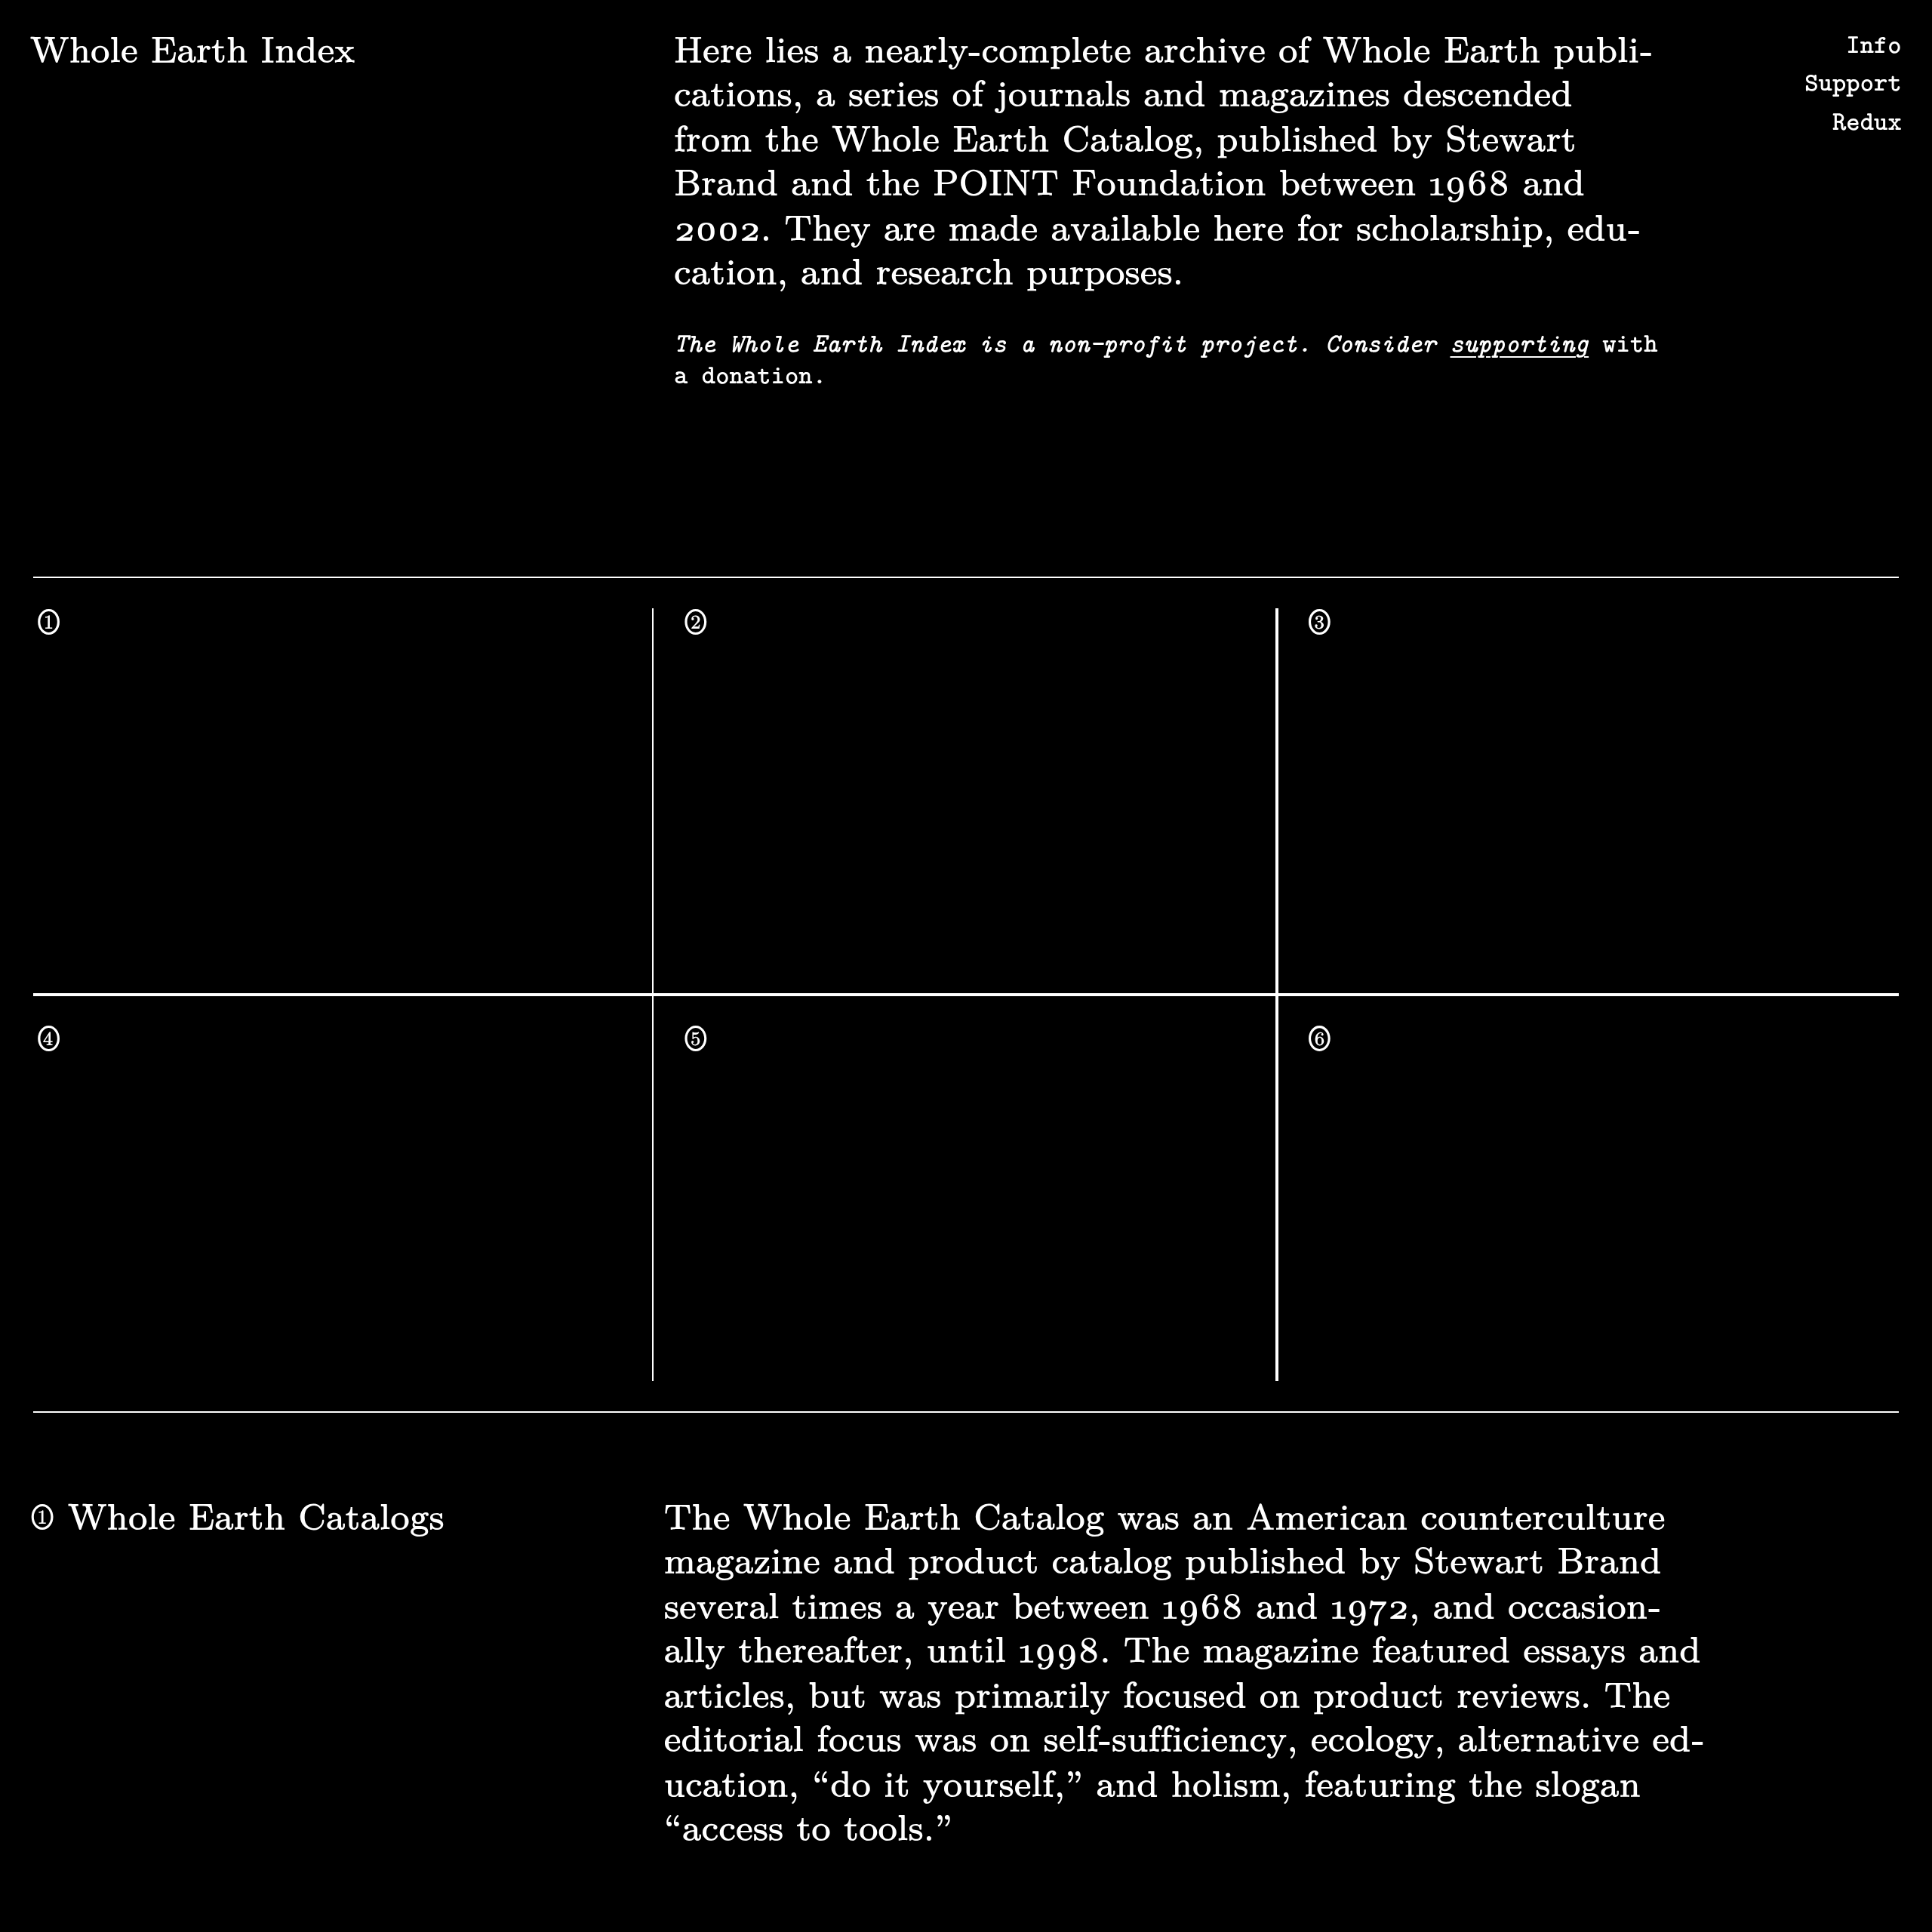 Whole Earth Index
Here lies a nearly-complete archive of Whole Earth publi-
cations, a series of journals and magazines descended
from the Whole Earth Catalog, published by Stewart
Brand and the POINT Foundation between 1968 and
2002. They are made available here for scholarship, edu-
cation, and research purposes.
The Whole Earth Index is a non-profit project. Consider supporting with
a donation.
Info
Support
Redux
①
②
③
④
⑤
⑥
① Whole Earth Catalogs
The Whole Earth Catalog was an American counterculture
magazine and product catalog published by Stewart Brand
several times a year between 1968 and 1972, and occasion-
ally thereafter, until 1998. The magazine featured essays and
articles, but was primarily focused on product reviews. The
editorial focus was on self-sufficiency, ecology, alternative ed-
ucation, “do it yourself,” and holism, featuring the slogan
“access to tools.”